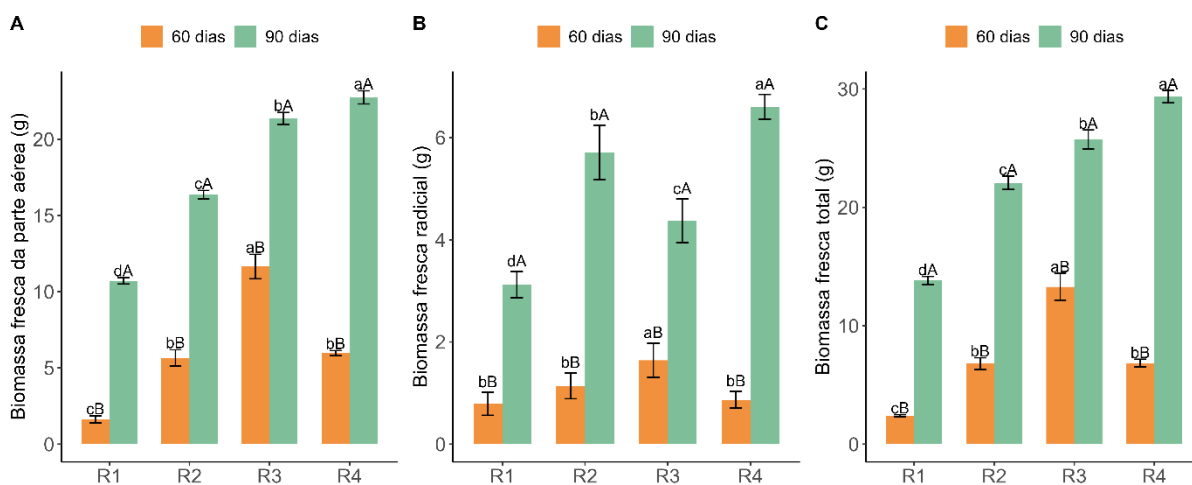 A
60 dias 90 dias
Biomassa fresca da parte aérea (g)
20
15
10
5
0
cB dA bB cA aB bA bB aA
R1 R2 R3 R4
B
60 dias 90 dias
Biomassa fresca radicial (g)
6
4
2
0
bB dA bB bA aB cA bB aA
R1 R2 R3 R4
C
60 dias 90 dias
Biomassa fresca total (g)
30
20
10
0
cB dA bB cA aB bA bB aA
R1 R2 R3 R4